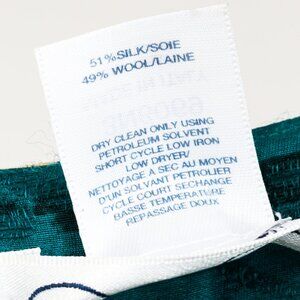 51% SILK/SOIE
49% WOOL/LAINE
DRY CLEAN ONLY USING
PETROLEUM SOLVENT
SHORT CYCLE LOW IRON
LOW DRYER/
NETTOYAGE A SEC AU MOYEN
D'UN SOLVANT PETROLIER
CYCLE COURT SECHAGE
BASSE TEMPERATURE
REPASSAGE DOUX